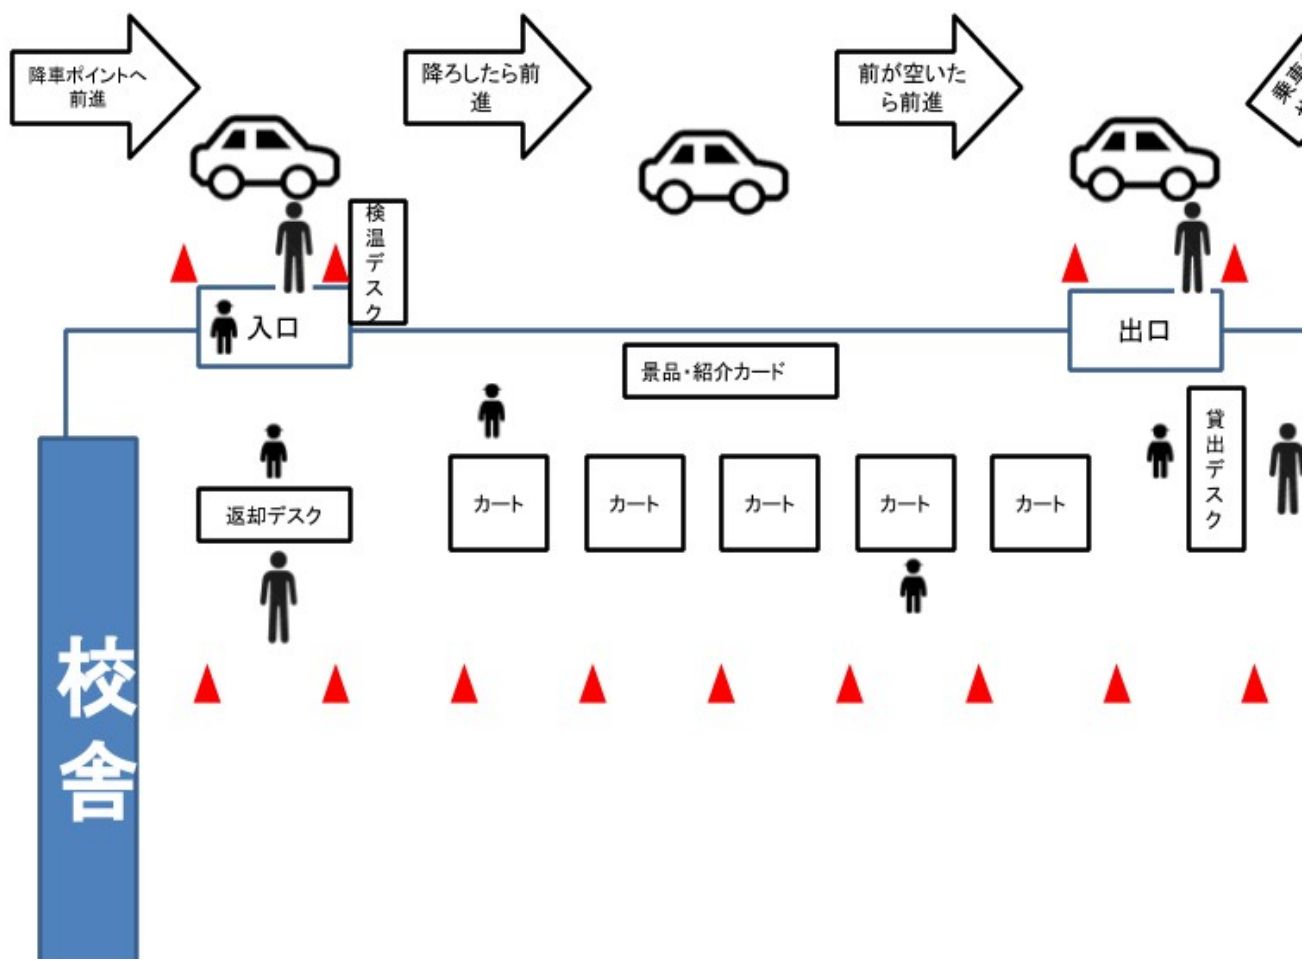 降車ポイントへ
前進
降ろしたら前
進
前が空いた
ら前進
乗車
検温デスク
入口
出口
景品・紹介カード
貸出デスク
返却デスク
カート
カート
カート
カート
カート
校舎